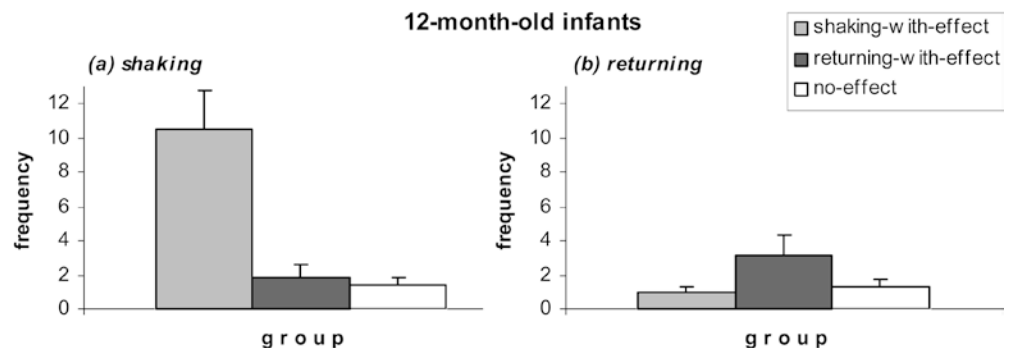 12-month-old infants
shaking-with-effect
returning-with-effect
no-effect
(a) shaking
12
10
8
6
4
2
0
frequency
group
(b) returning
12
10
8
6
4
2
0
frequency
group